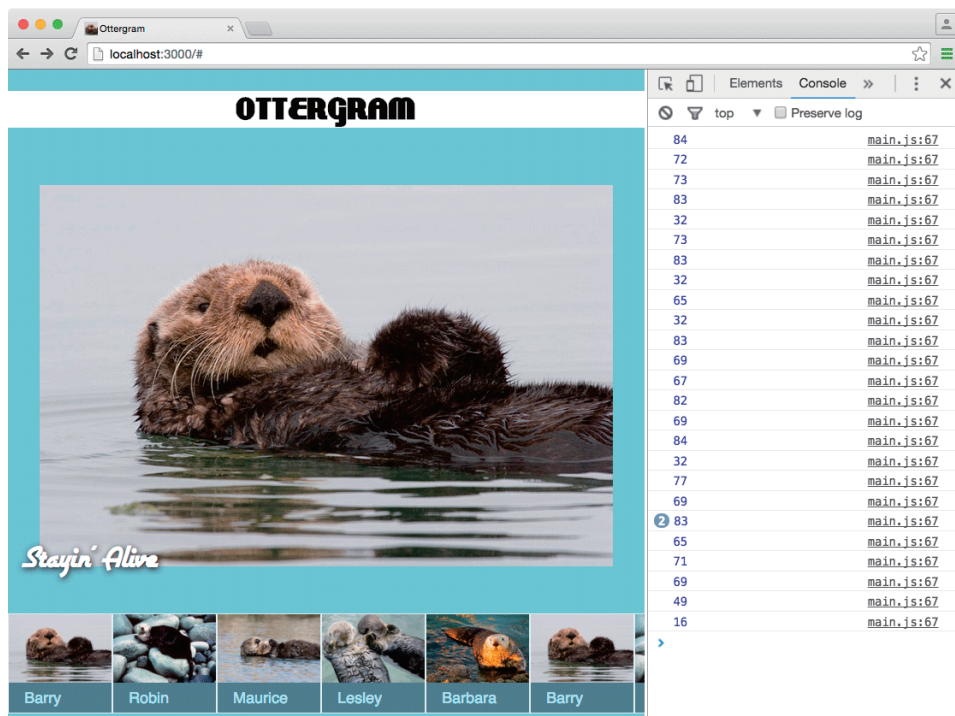 Ottergram
localhost:3000/#
Elements Console
top Preserve log
OTTERGRAM
Stayin' Alive
Barry Robin Maurice Lesley Barbara Barry
84 main.js:67
72 main.js:67
73 main.js:67
83 main.js:67
32 main.js:67
73 main.js:67
83 main.js:67
32 main.js:67
65 main.js:67
32 main.js:67
83 main.js:67
69 main.js:67
67 main.js:67
82 main.js:67
69 main.js:67
84 main.js:67
32 main.js:67
77 main.js:67
69 main.js:67
2 83 main.js:67
65 main.js:67
71 main.js:67
69 main.js:67
49 main.js:67
16 main.js:67